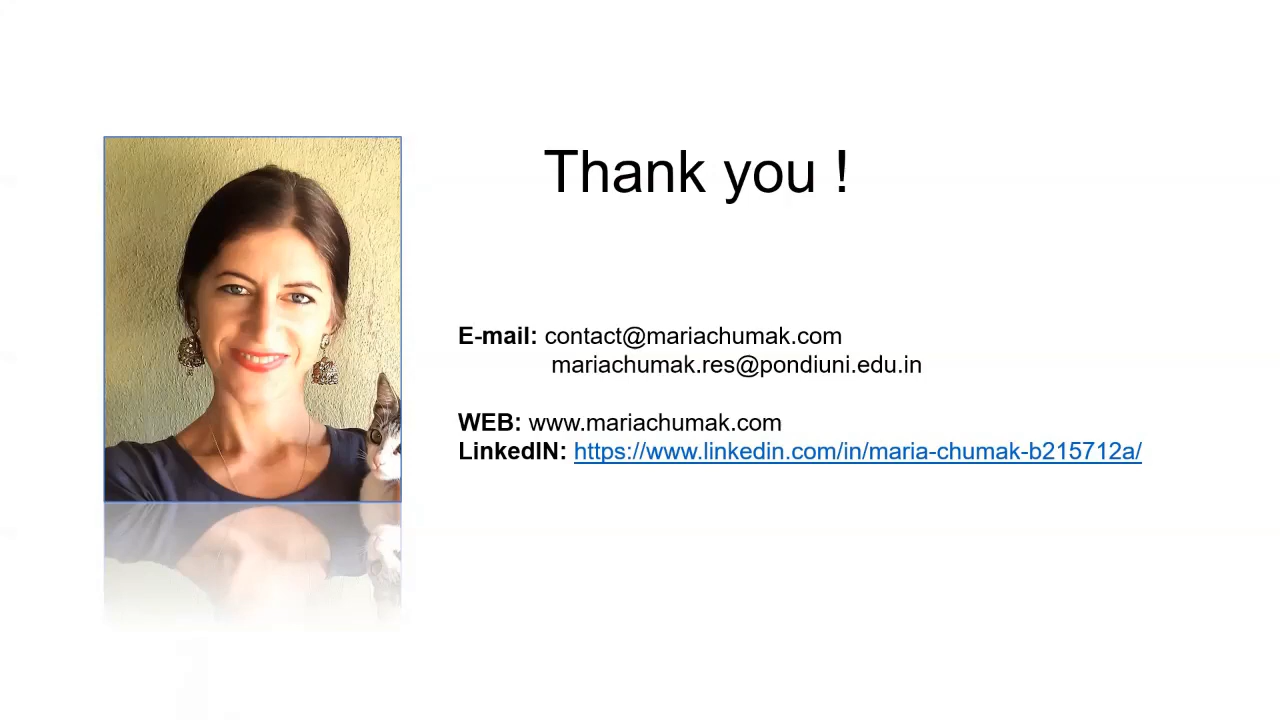 Thank you !
E-mail: contact@mariachumak.com
mariachumak.res@pondiuni.edu.in
WEB: www.mariachumak.com
LinkedIN: https://www.linkedin.com/in/maria-chumak-b215712a/